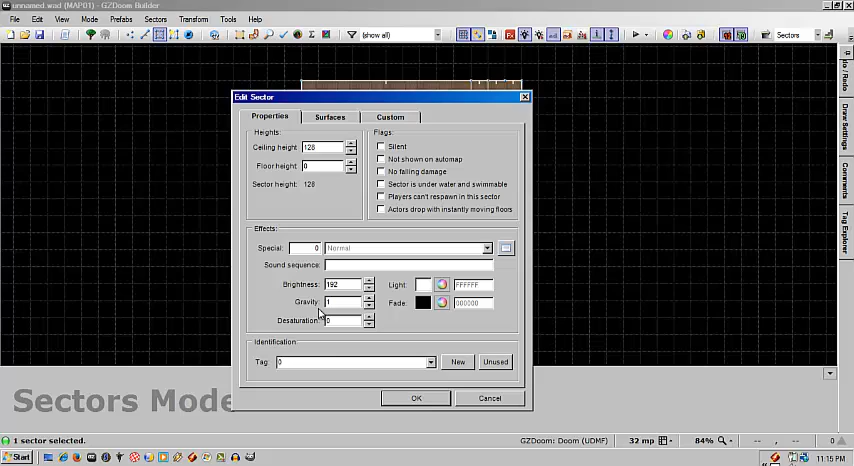 unnamed.wad (MAP01) - GZDoom Builder
File Edit View Mode Prefabs Sectors Transform Tools Help
(show all) Sectors
Edit Sector
Properties Surfaces Custom
Heights:
Ceiling height: 128
Floor height: 0
Sector height: 128
Flags:
Silent
Not shown on automap
No falling damage
Sector is under water and swimmable
Players can't respawn in this sector
Actors drop with instantly moving floors
Effects:
Special: 0 Normal
Sound sequence:
Brightness: 192 Light: FFFFFF
Gravity: 1 Fade: 000000
Desaturation: 0
Identification
Tag: 0 New Unused
OK Cancel
Draw Settings
Comments
Tag Explorer
Sectors Mode
1 sector selected. GZDoom: Doom (UDMF) 32 mp 84% -- , -- 0
Start 11:15 PM